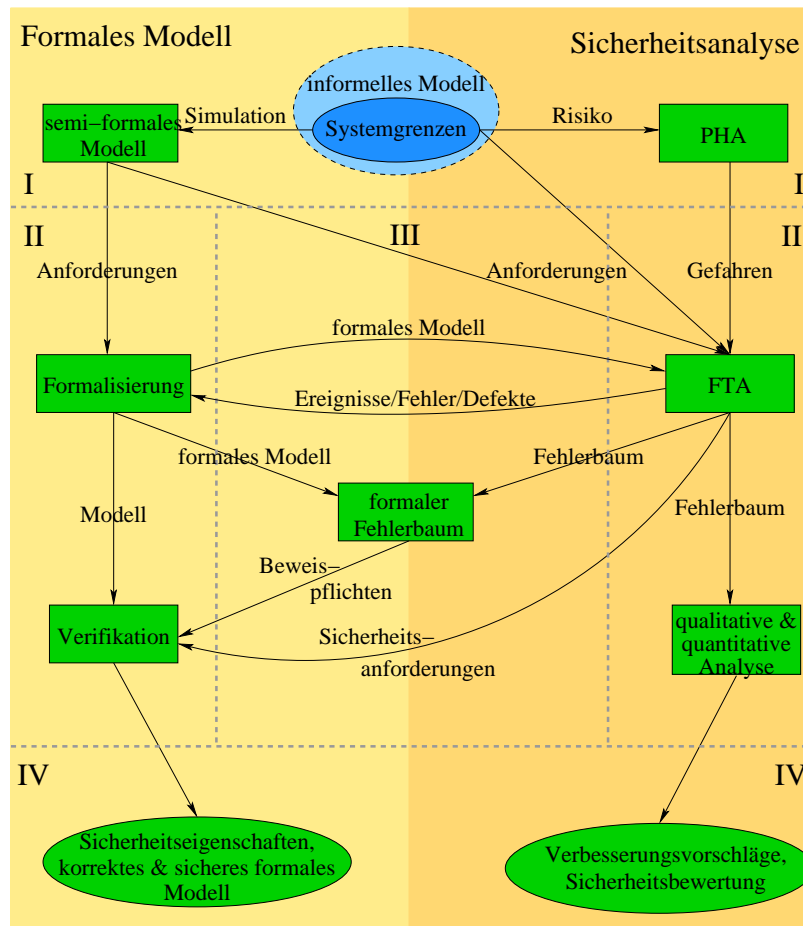 Formales Modell
Sicherheitsanalyse
informelles Modell
Simulation
Systemgrenzen
Risiko
semi−formales
Modell
PHA
I
I
II
III
II
Anforderungen
Anforderungen
Gefahren
formales Modell
Formalisierung
FTA
Ereignisse/Fehler/Defekte
formales Modell
Fehlerbaum
formaler
Fehlerbaum
Modell
Fehlerbaum
Beweis−
pflichten
Verifikation
Sicherheits−
anforderungen
qualitative &
quantitative
Analyse
IV
IV
Sicherheitseigenschaften,
korrektes & sicheres formales
Modell
Verbesserungsvorschläge,
Sicherheitsbewertung